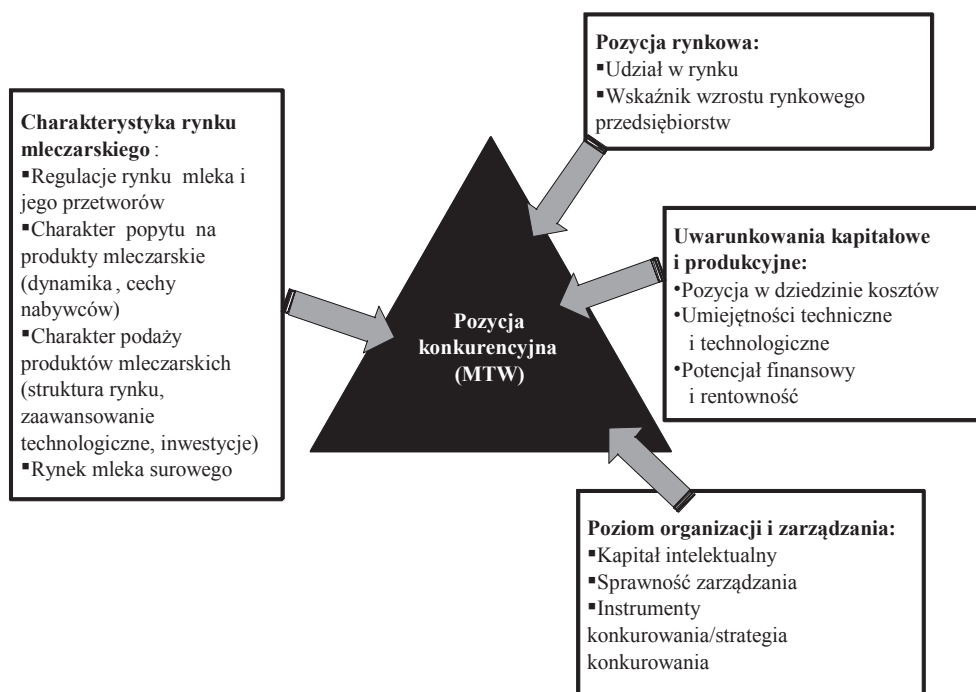 Pozycja rynkowa:
▪Udział w rynku
▪Wskaźnik wzrostu rynkowego
przedsiębiorstw
Charakterystyka rynku
mleczarskiego :
▪Regulacje rynku mleka i
jego przetworów
▪Charakter popytu na
produkty mleczarskie
(dynamika , cechy
nabywców)
▪Charakter podaży
produktów mleczarskich
(struktura rynku,
zaawansowanie
technologiczne, inwestycje)
▪Rynek mleka surowego
Pozycja
konkurencyjna
(MTW)
Uwarunkowania kapitałowe
i produkcyjne:
•Pozycja w dziedzinie kosztów
•Umiejętności techniczne
i technologiczne
•Potencjał finansowy
i rentowność
Poziom organizacji i zarządzania:
▪Kapitał intelektualny
▪Sprawność zarządzania
▪Instrumenty
konkurowania/strategia
konkurowania